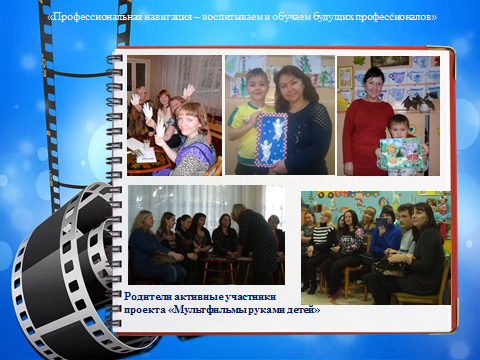 «Профессиональная навигация – воспитываем и обучаем будущих профессионалов»
Родители активные участники
проекта «Мультфильмы руками детей»